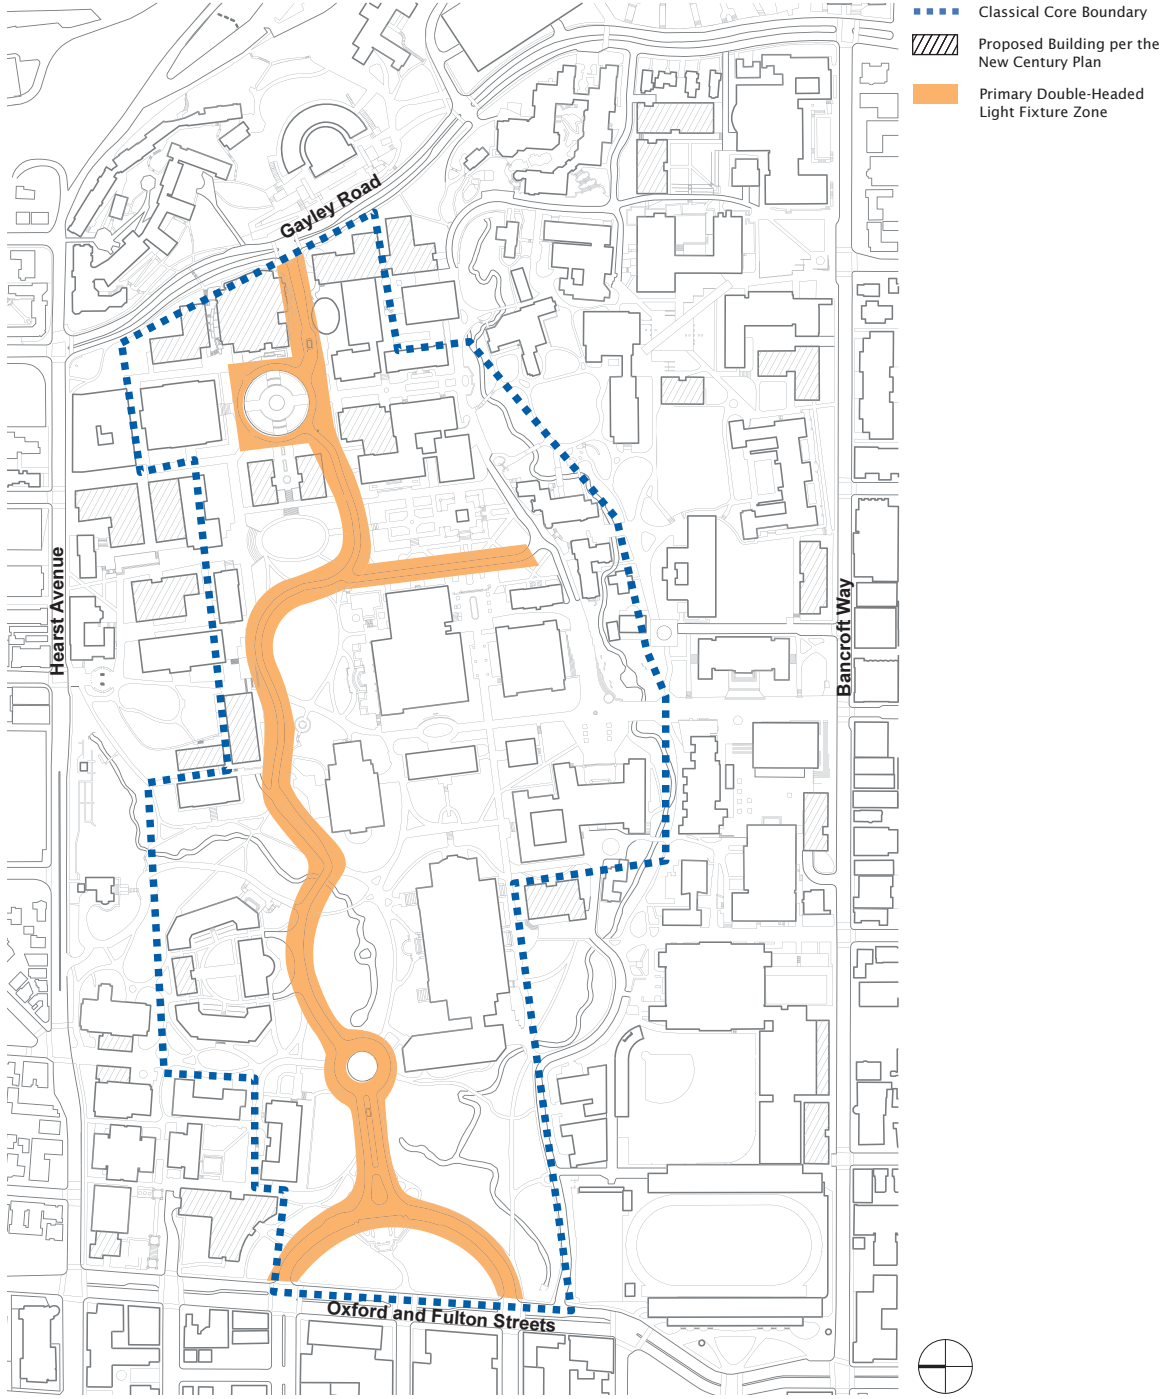 Classical Core Boundary
Proposed Building per the
New Century Plan
Primary Double-Headed
Light Fixture Zone
Gayley Road
Hearst Avenue
Bancroft Way
Oxford and Fulton Streets